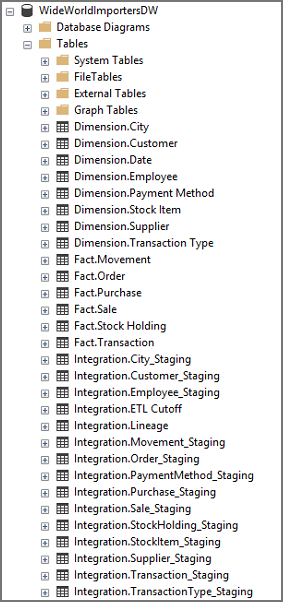 WideWorldImportersDW
Database Diagrams
Tables
System Tables
FileTables
External Tables
Graph Tables
Dimension.City
Dimension.Customer
Dimension.Date
Dimension.Employee
Dimension.Payment Method
Dimension.Stock Item
Dimension.Supplier
Dimension.Transaction Type
Fact.Movement
Fact.Order
Fact.Purchase
Fact.Sale
Fact.Stock Holding
Fact.Transaction
Integration.City_Staging
Integration.Customer_Staging
Integration.Employee_Staging
Integration.ETL Cutoff
Integration.Lineage
Integration.Movement_Staging
Integration.Order_Staging
Integration.PaymentMethod_Staging
Integration.Purchase_Staging
Integration.Sale_Staging
Integration.StockHolding_Staging
Integration.StockItem_Staging
Integration.Supplier_Staging
Integration.Transaction_Staging
Integration.TransactionType_Staging